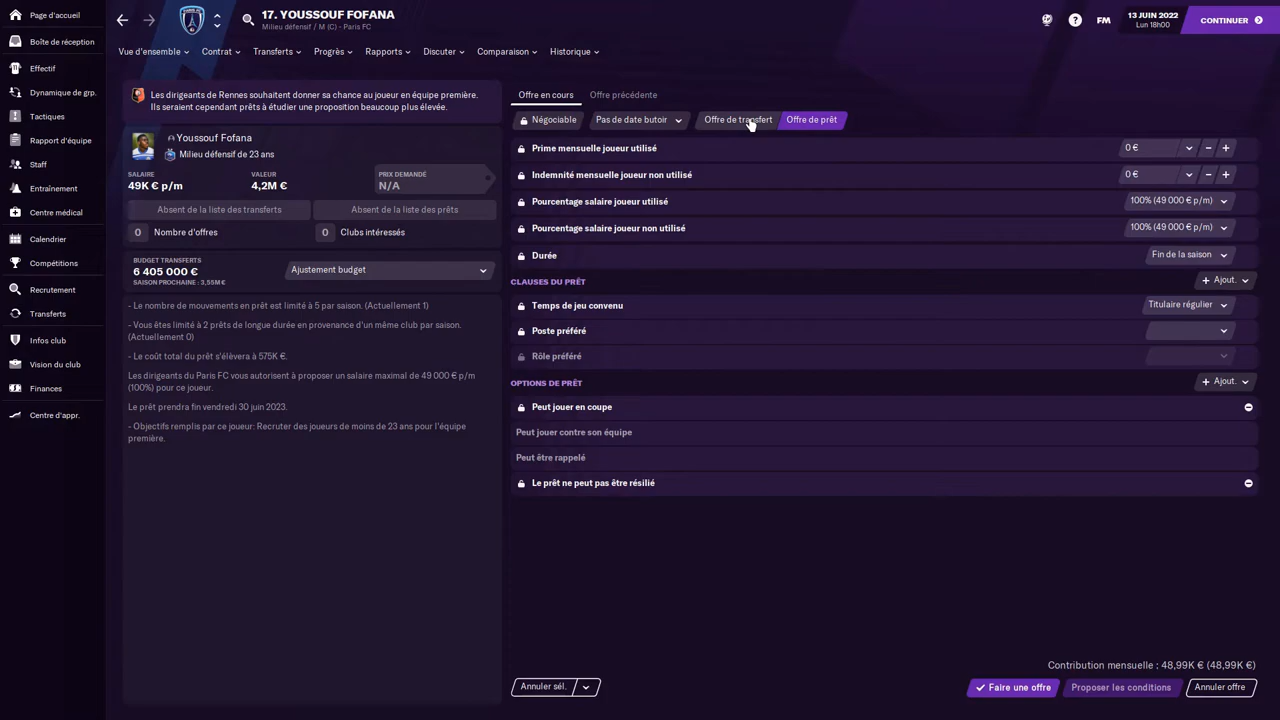 17. YOUSSOUF FOFANA
Milieu défensif / M (C) - Paris FC
FM
13 JUIN 2022
Lun 18h00
CONTINUER
Page d'accueil
Boîte de réception
Effectif
Dynamique de grp.
Tactiques
Rapport d'équipe
Staff
Entraînement
Centre médical
Calendrier
Compétitions
Recrutement
Transferts
Infos club
Vision du club
Finances
Centre d'appr.
Vue d'ensemble
Contrat
Transferts
Progrès
Rapports
Discuter
Comparaison
Historique
Les dirigeants de Rennes souhaitent donner sa chance au joueur en équipe première.
Ils seraient cependant prêts à étudier une proposition beaucoup plus élevée.
Youssouf Fofana
Milieu défensif de 23 ans
SALAIRE
49K € p/m
VALEUR
4,2M €
PRIX DEMANDÉ
N/A
Absent de la liste des transferts
Absent de la liste des prêts
0 Nombre d'offres
0 Clubs intéressés
BUDGET TRANSFERTS
6 405 000 €
SAISON PROCHAINE : 3,55M €
Ajustement budget
- Le nombre de mouvements en prêt est limité à 5 par saison. (Actuellement 1)
- Vous êtes limité à 2 prêts de longue durée en provenance d'un même club par saison.
(Actuellement 0)
- Le coût total du prêt s'élèvera à 575K €.
Les dirigeants du Paris FC vous autorisent à proposer un salaire maximal de 49 000 € p/m
(100%) pour ce joueur.
Le prêt prendra fin vendredi 30 juin 2023.
- Objectifs remplis par ce joueur: Recruter des joueurs de moins de 23 ans pour l'équipe
première.
Offre en cours
Offre précédente
Négociable
Pas de date butoir
Offre de transfert
Offre de prêt
Prime mensuelle joueur utilisé
0 €
Indemnité mensuelle joueur non utilisé
0 €
Pourcentage salaire joueur utilisé
100% (49 000 € p/m)
Pourcentage salaire joueur non utilisé
100% (49 000 € p/m)
Durée
Fin de la saison
CLAUSES DU PRÊT
+ Ajout.
Temps de jeu convenu
Titulaire régulier
Poste préféré
Rôle préféré
OPTIONS DE PRÊT
+ Ajout.
Peut jouer en coupe
Peut jouer contre son équipe
Peut être rappelé
Le prêt ne peut pas être résilié
Contribution mensuelle : 48,99K € (48,99K €)
Annuler sél.
Faire une offre
Proposer les conditions
Annuler offre